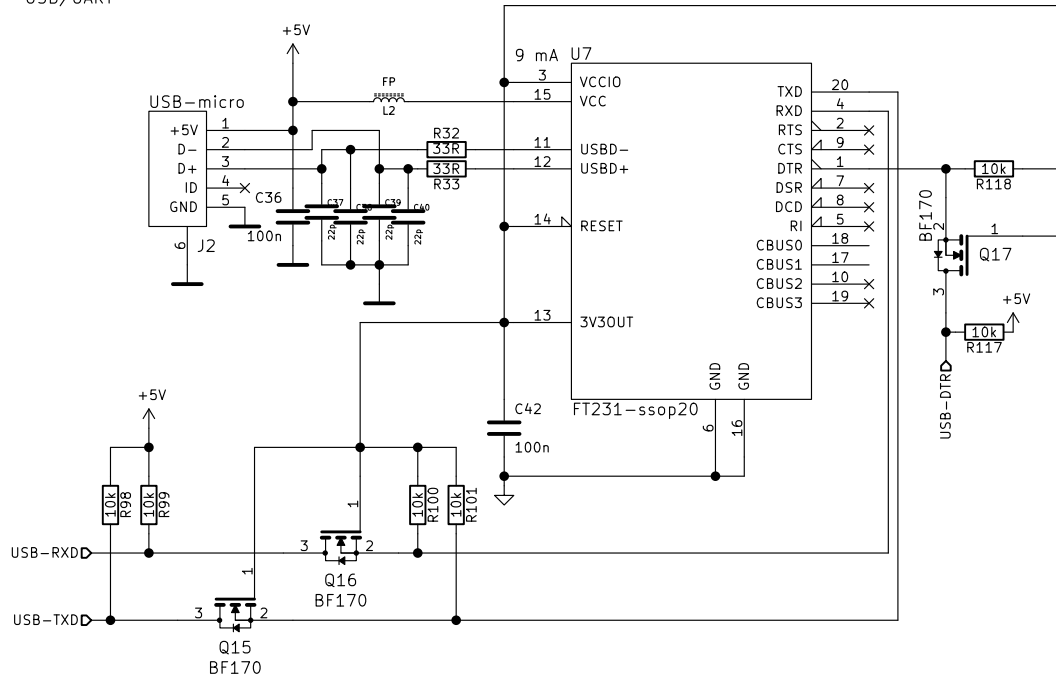 USB/UART
+5V
9 mA U7
FP
L2
3 VCCIO
15 VCC
TXD 20
RXD 4
USB-micro
+5V 1
D- 2
D+ 3
ID 4
GND 5
6
J2
R32
33R
33R
R33
11 USBD-
12 USBD+
RTS 2
CTS 9
DTR 1
DSR 7
DCD 8
RI 5
10k
R118
C36
100n
C37
22p
22p
C39
22p
C40
22p
14 RESET
CBUS0 18
CBUS1 17
CBUS2 10
CBUS3 19
BF170
2
1
Q17
3
+5V
10k
R117
USB-DTR
13 3V3OUT
GND
GND
6
16
FT231-ssop20
C42
100n
+5V
10k
R98
10k
R99
10k
R100
10k
R101
1
USB-RXD
3
2
Q16
BF170
1
USB-TXD
3
2
Q15
BF170